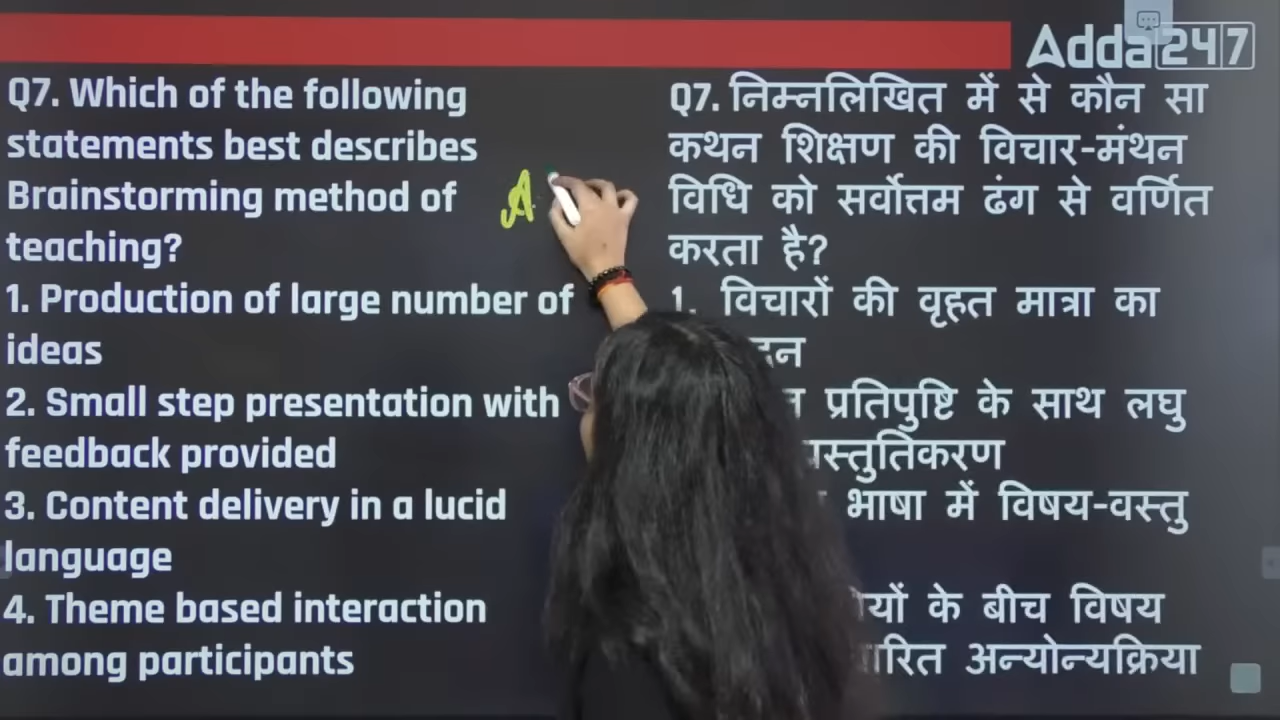 Adda 247
Q7. Which of the following
statements best describes
Brainstorming method of
teaching?
1. Production of large number of
ideas
2. Small step presentation with
feedback provided
3. Content delivery in a lucid
language
4. Theme based interaction
among participants
A
Q7. निम्नलिखित में से कौन सा
कथन शिक्षण की विचार-मंथन
विधि को सर्वोत्तम ढंग से वर्णित
करता है?
1. विचारों की वृहत मात्रा का
प्रतिपुष्टि के साथ लघु
भाषा में विषय-वस्तु
के बीच विषय
अन्योन्यक्रिया